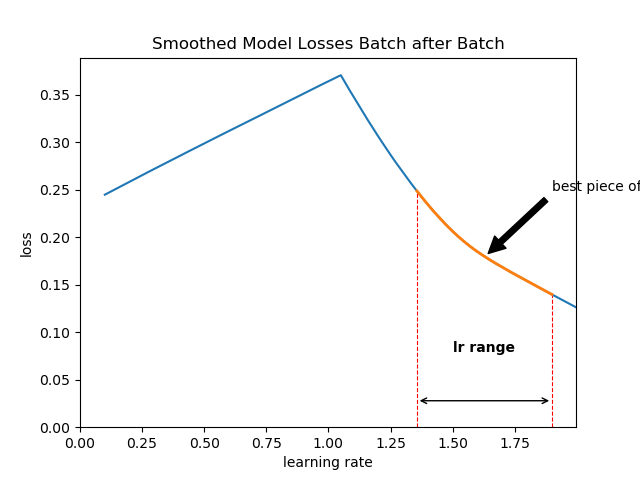 Smoothed Model Losses Batch after Batch
0.35
0.30
0.25
best piece of
0.20
loss
0.15
0.10
lr range
0.05
0.00
0.00 0.25 0.50 0.75 1.00 1.25 1.50 1.75
learning rate